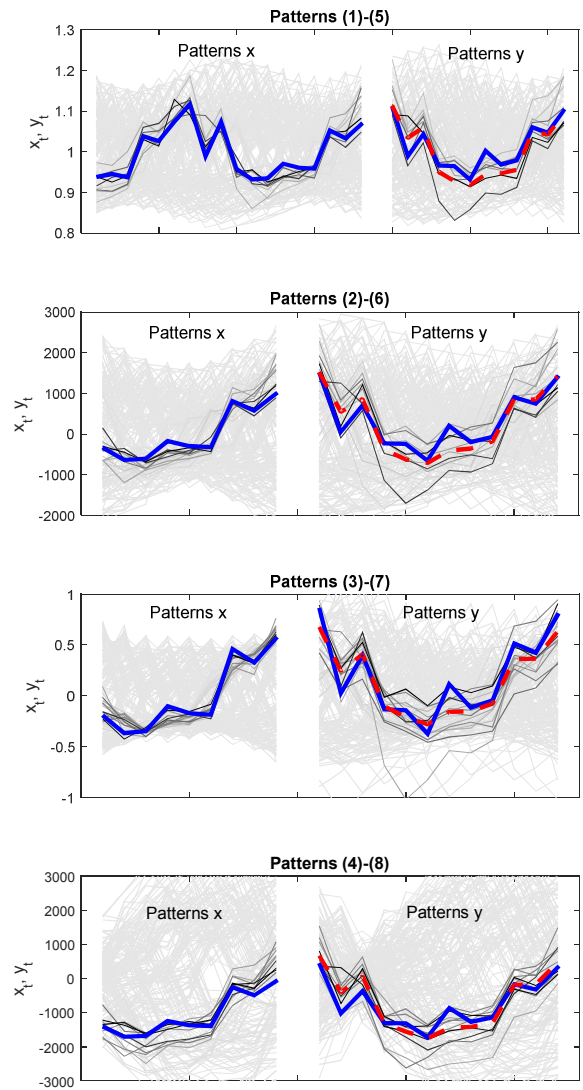 Patterns (1)-(5)
Patterns x
Patterns y
x_t, y_t
1.3
1.2
1.1
1
0.9
0.8
Patterns (2)-(6)
Patterns x
Patterns y
x_t, y_t
3000
2000
1000
0
-1000
-2000
Patterns (3)-(7)
Patterns x
Patterns y
x_t, y_t
1
0.5
0
-0.5
-1
Patterns (4)-(8)
Patterns x
Patterns y
x_t, y_t
3000
2000
1000
0
-1000
-2000
-3000